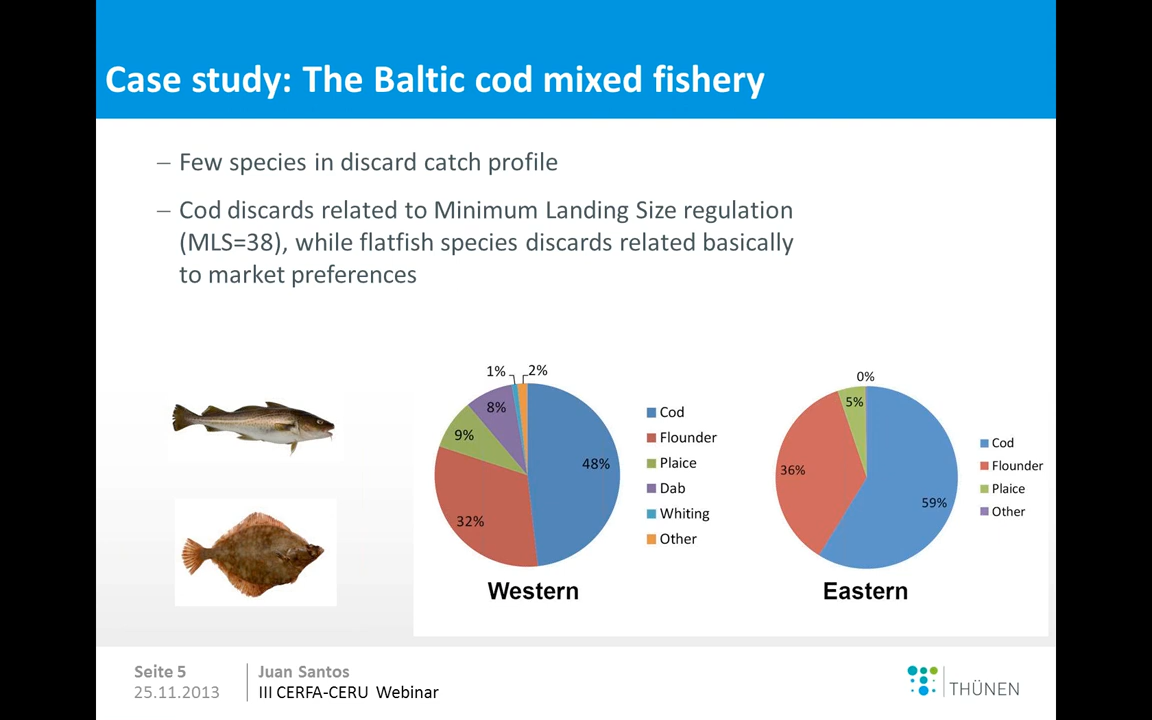 Case study: The Baltic cod mixed fishery
– Few species in discard catch profile
– Cod discards related to Minimum Landing Size regulation
(MLS=38), while flatfish species discards related basically
to market preferences
1%
2%
8%
9%
48%
32%
Cod
Flounder
Plaice
Dab
Whiting
Other
Western
0%
5%
36%
59%
Cod
Flounder
Plaice
Other
Eastern
Seite 5
25.11.2013
Juan Santos
III CERFA-CERU Webinar
THÜNEN